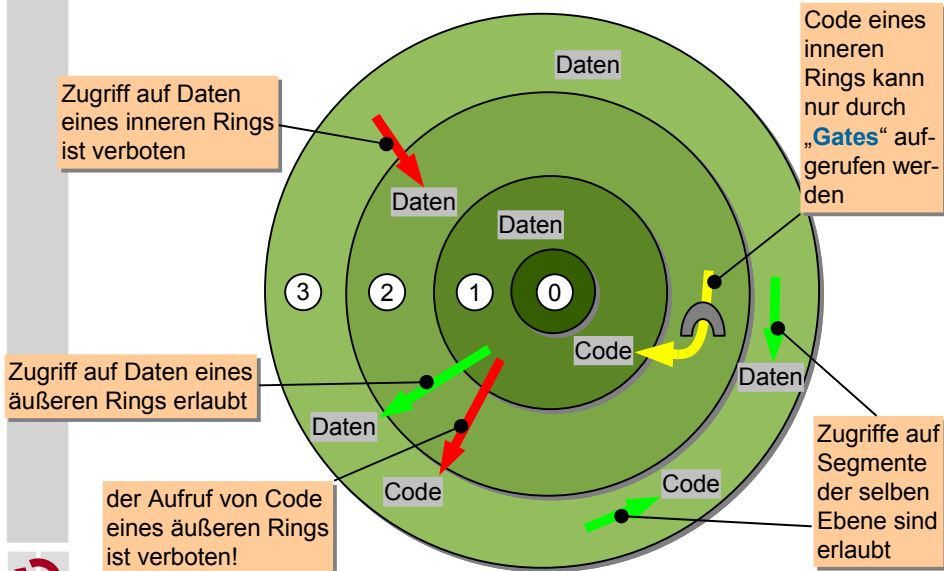 Code eines
inneren
Rings kann
nur durch
„Gates“ auf-
gerufen wer-
den
Daten
Zugriff auf Daten
eines inneren Rings
ist verboten
Daten
Daten
3
2
1
0
Code
Zugriff auf Daten eines
äußeren Rings erlaubt
Daten
Daten
Code
Code
Zugriffe auf
Segmente
der selben
Ebene sind
erlaubt
der Aufruf von Code
eines äußeren Rings
ist verboten!